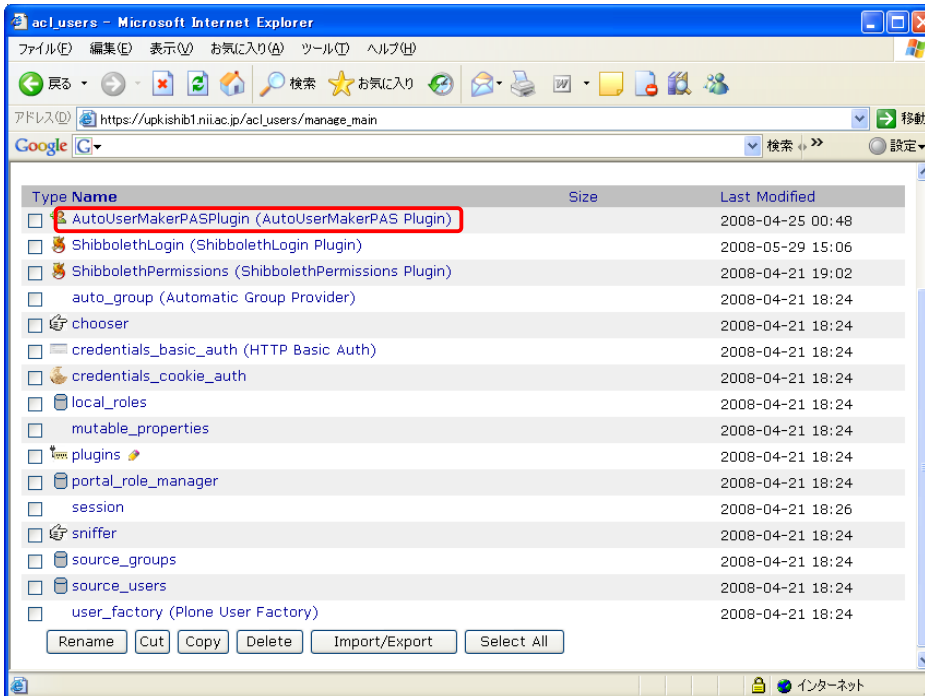 acl_users - Microsoft Internet Explorer
ファイル(F) 編集(E) 表示(V) お気に入り(A) ツール(T) ヘルプ(H)
戻る 検索 お気に入り
アドレス(D) https://upkishib1.nii.ac.jp/acl_users/manage_main 移動
Google G 検索 設定
Type Name Size Last Modified
AutoUserMakerPASPlugin (AutoUserMakerPAS Plugin) 2008-04-25 00:48
ShibbolethLogin (ShibbolethLogin Plugin) 2008-05-29 15:06
ShibbolethPermissions (ShibbolethPermissions Plugin) 2008-04-21 19:02
auto_group (Automatic Group Provider) 2008-04-21 18:24
chooser 2008-04-21 18:24
credentials_basic_auth (HTTP Basic Auth) 2008-04-21 18:24
credentials_cookie_auth 2008-04-21 18:24
local_roles 2008-04-21 18:24
mutable_properties 2008-04-21 18:24
plugins 2008-04-21 18:24
portal_role_manager 2008-04-21 18:24
session 2008-04-21 18:26
sniffer 2008-04-21 18:24
source_groups 2008-04-21 18:24
source_users 2008-04-21 18:24
user_factory (Plone User Factory) 2008-04-21 18:24
Rename Cut Copy Delete Import/Export Select All
インターネット